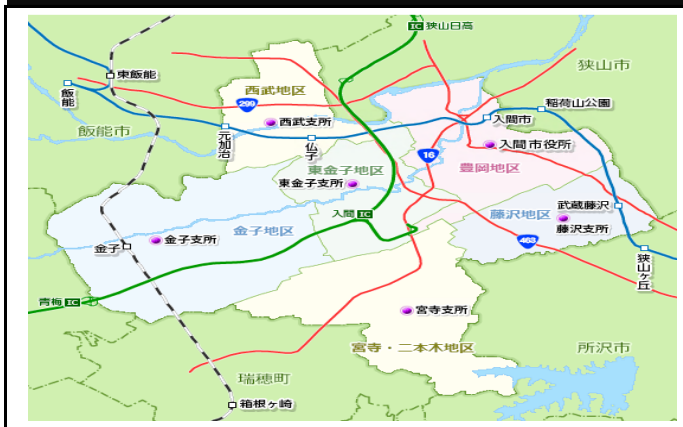 IC 狭山日高
狭山市
東飯能
飯能
西武地区
299
西武支所
稲荷山公園
入間市
飯能市
元加治
仏子
16
入間市役所
豊岡地区
東金子地区
東金子支所
武蔵藤沢
藤沢地区
藤沢支所
入間 IC
金子地区
金子支所
金子
463
狭山ヶ丘
青梅 IC
宮寺支所
宮寺・二本木地区
所沢市
瑞穂町
箱根ヶ崎